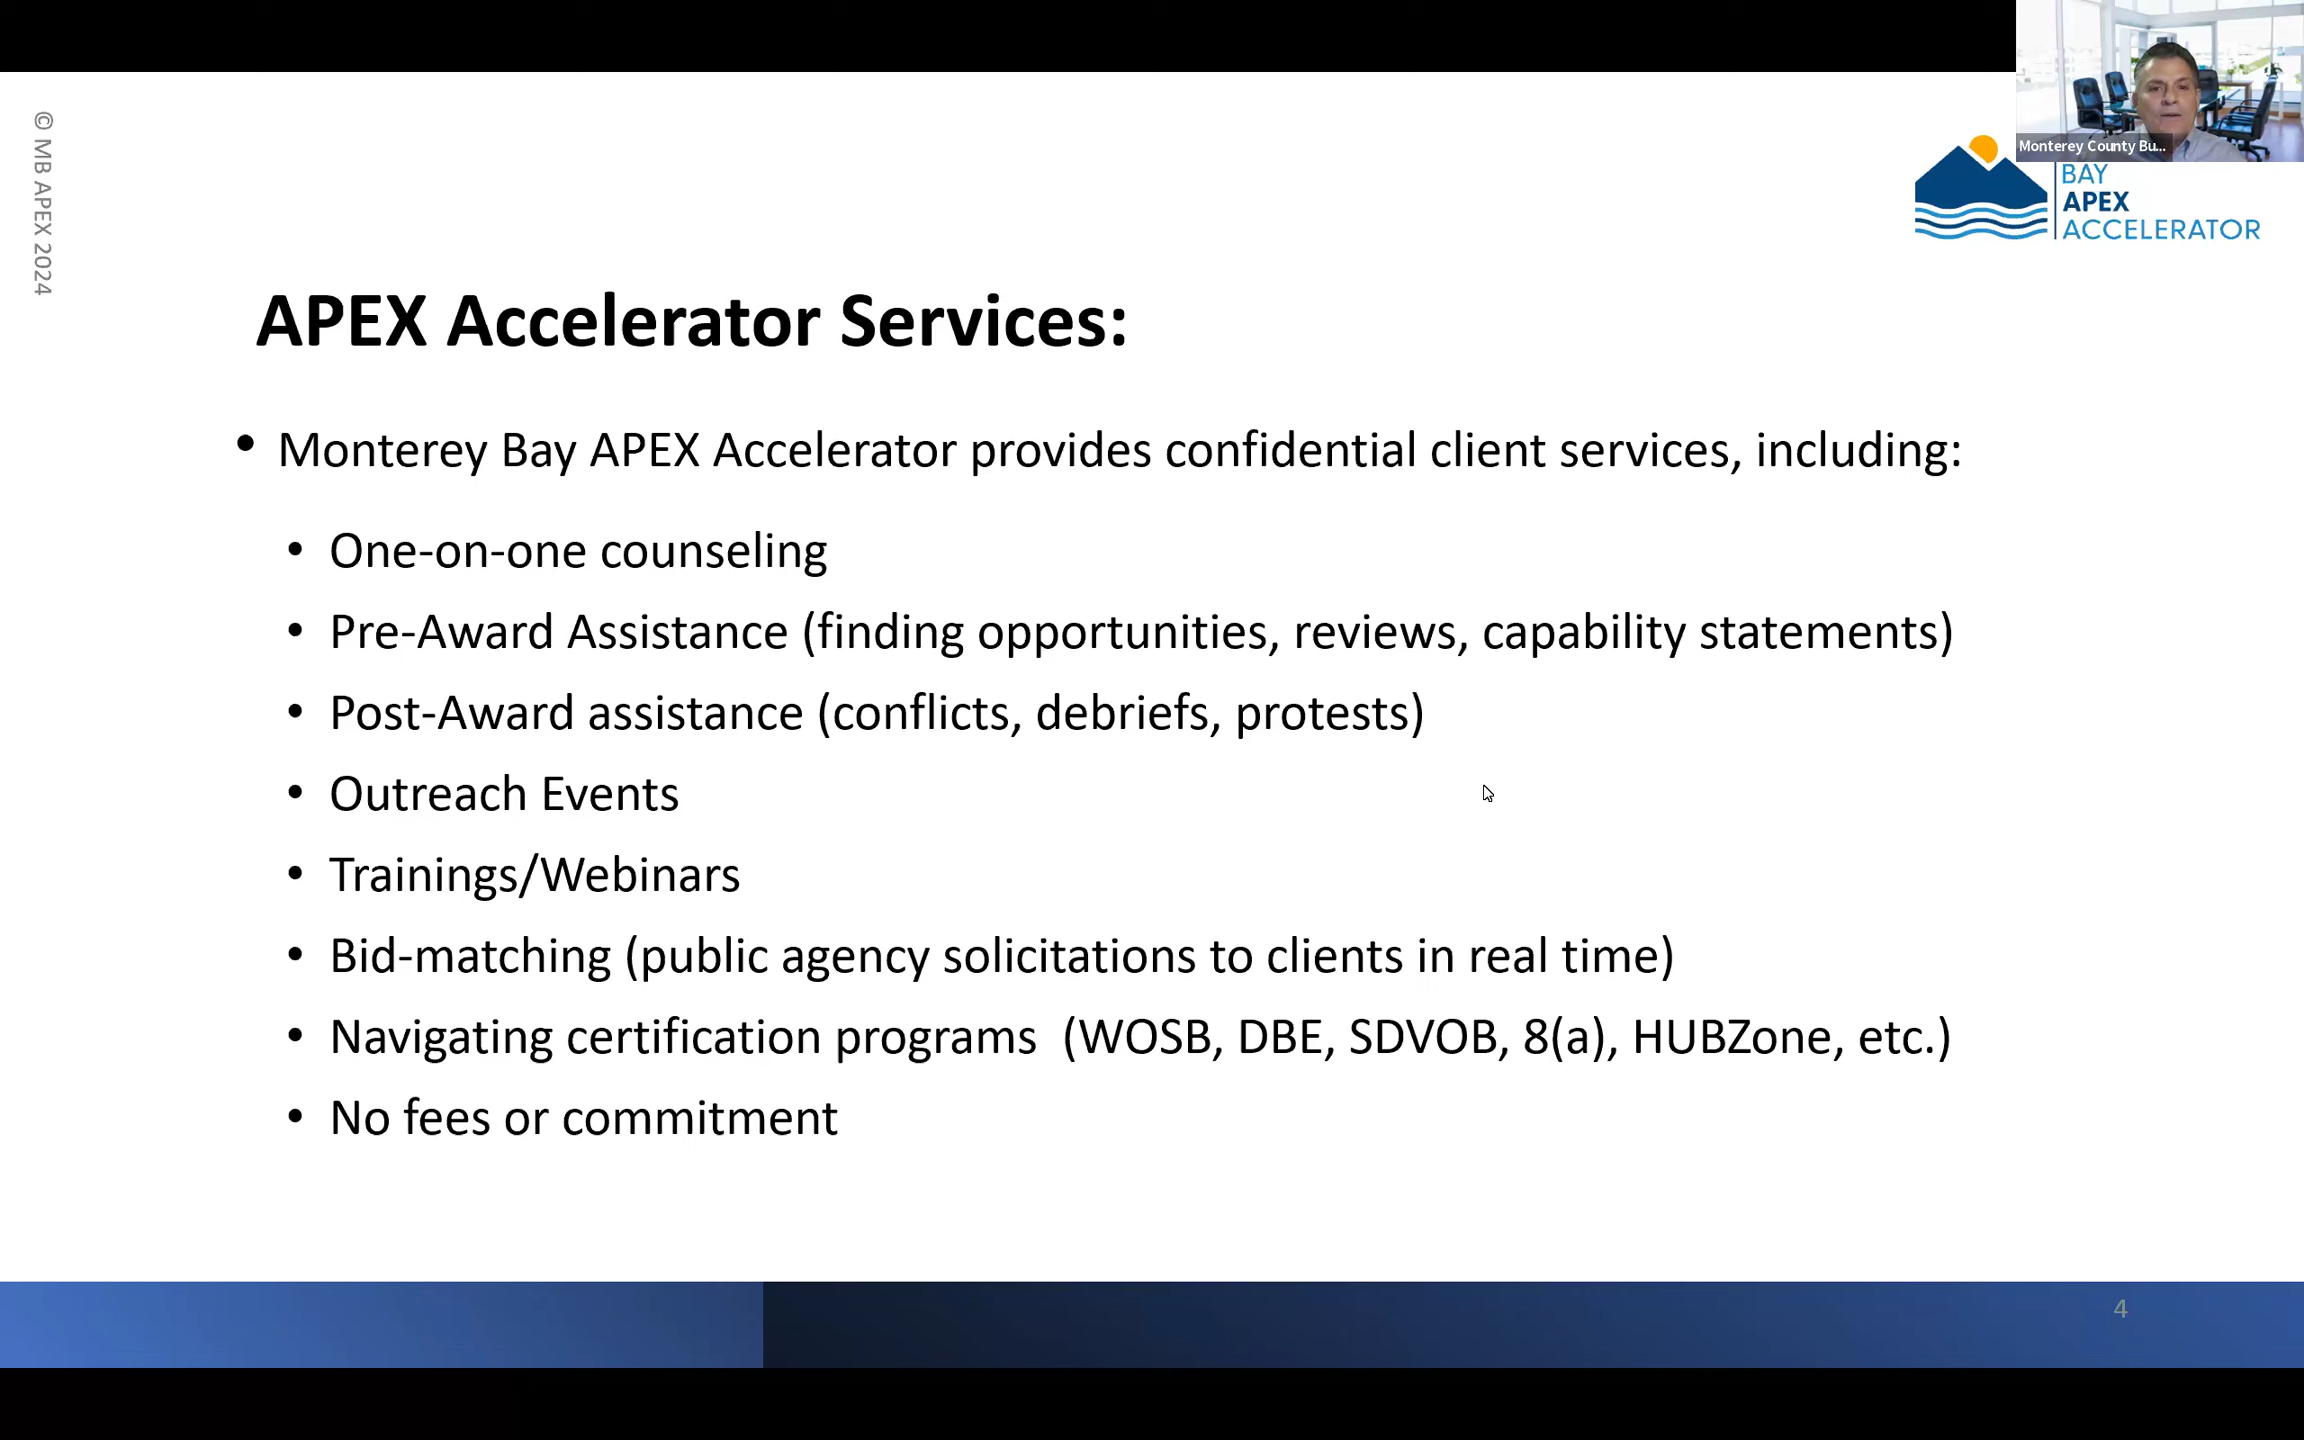 © MB APEX 2024
Monterey County Bu...
BAY
APEX
ACCELERATOR
APEX Accelerator Services:
• Monterey Bay APEX Accelerator provides confidential client services, including:
• One-on-one counseling
• Pre-Award Assistance (finding opportunities, reviews, capability statements)
• Post-Award assistance (conflicts, debriefs, protests)
• Outreach Events
• Trainings/Webinars
• Bid-matching (public agency solicitations to clients in real time)
• Navigating certification programs  (WOSB, DBE, SDVOB, 8(a), HUBZone, etc.)
• No fees or commitment
4